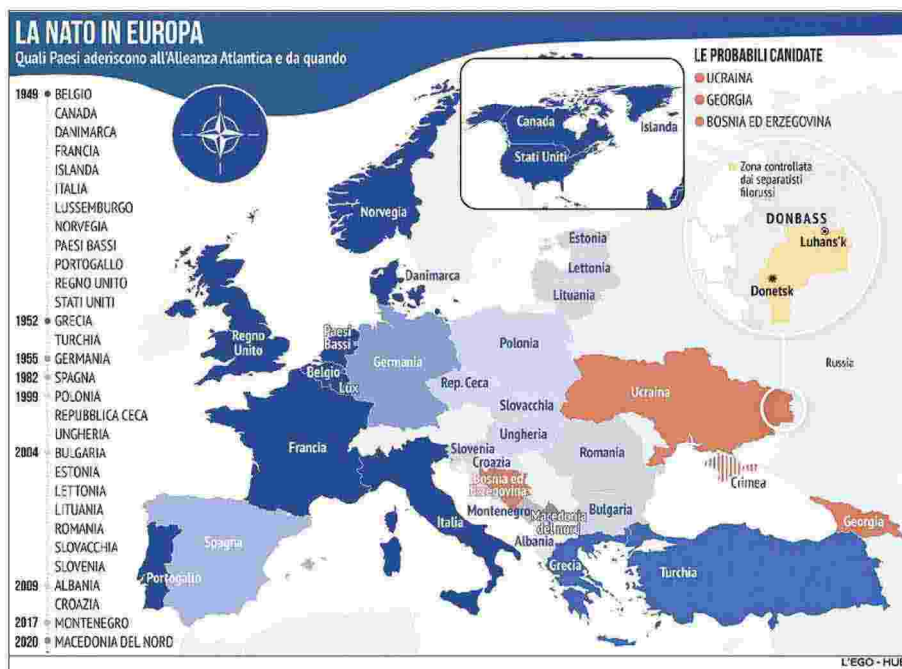 LA NATO IN EUROPA
Quali Paesi aderiscono all'Alleanza Atlantica e da quando
1949 BELGIO
CANADA
DANIMARCA
FRANCIA
ISLANDA
ITALIA
LUSSEMBURGO
NORVEGIA
PAESI BASSI
PORTOGALLO
REGNO UNITO
STATI UNITI
1952 GRECIA
TURCHIA
1955 GERMANIA
1982 SPAGNA
1999 POLONIA
REPUBBLICA CECA
UNGHERIA
2004 BULGARIA
ESTONIA
LETTONIA
LITUANIA
ROMANIA
SLOVACCHIA
SLOVENIA
2009 ALBANIA
CROAZIA
2017 MONTENEGRO
2020 MACEDONIA DEL NORD
LE PROBABILI CANIDATE
UCRAINA
GEORGIA
BOSNIA ED ERZEGOVINA
Canada
Stati Uniti
Islanda
Zona controllata
dai separatisti
filorussi
DONBASS
Luhans'k
Donetsk
Norvegia
Estonia
Lettonia
Lituania
Danimarca
Regno
Unito
Paesi
Bassi
Belgio
Lux
Germania
Polonia
Rep. Ceca
Slovacchia
Ungheria
Ucraina
Russia
Francia
Slovenia
Croazia
Bosnia ed
Erzegovina
Romania
Crimea
Montenegro
Macedonia
del nord
Bulgaria
Albania
Italia
Grecia
Turchia
Georgia
Spagna
Portogallo
L'EGO - HUB